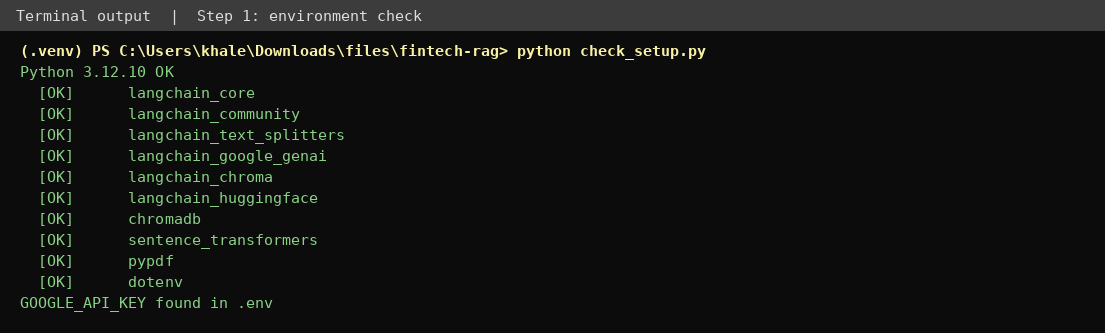 Terminal output  |  Step 1: environment check
(.venv) PS C:\Users\khale\Downloads\files\fintech-rag> python check_setup.py
Python 3.12.10 OK
  [OK]      langchain_core
  [OK]      langchain_community
  [OK]      langchain_text_splitters
  [OK]      langchain_google_genai
  [OK]      langchain_chroma
  [OK]      langchain_huggingface
  [OK]      chromadb
  [OK]      sentence_transformers
  [OK]      pypdf
  [OK]      dotenv
GOOGLE_API_KEY found in .env